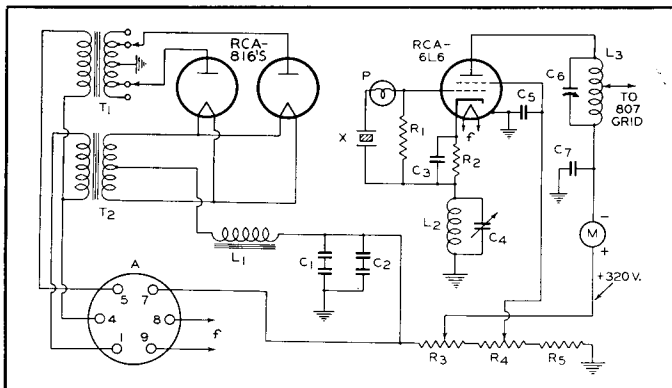 RCA-
816'S
RCA-
6L6
T1
T2
P
X
R1
C3
R2
f
C5
L2
C4
C6
L3
TO
807
GRID
C7
M
-
+
+320 V.
L1
C1
C2
A
5
7
4
8
f
1
9
R3
R4
R5